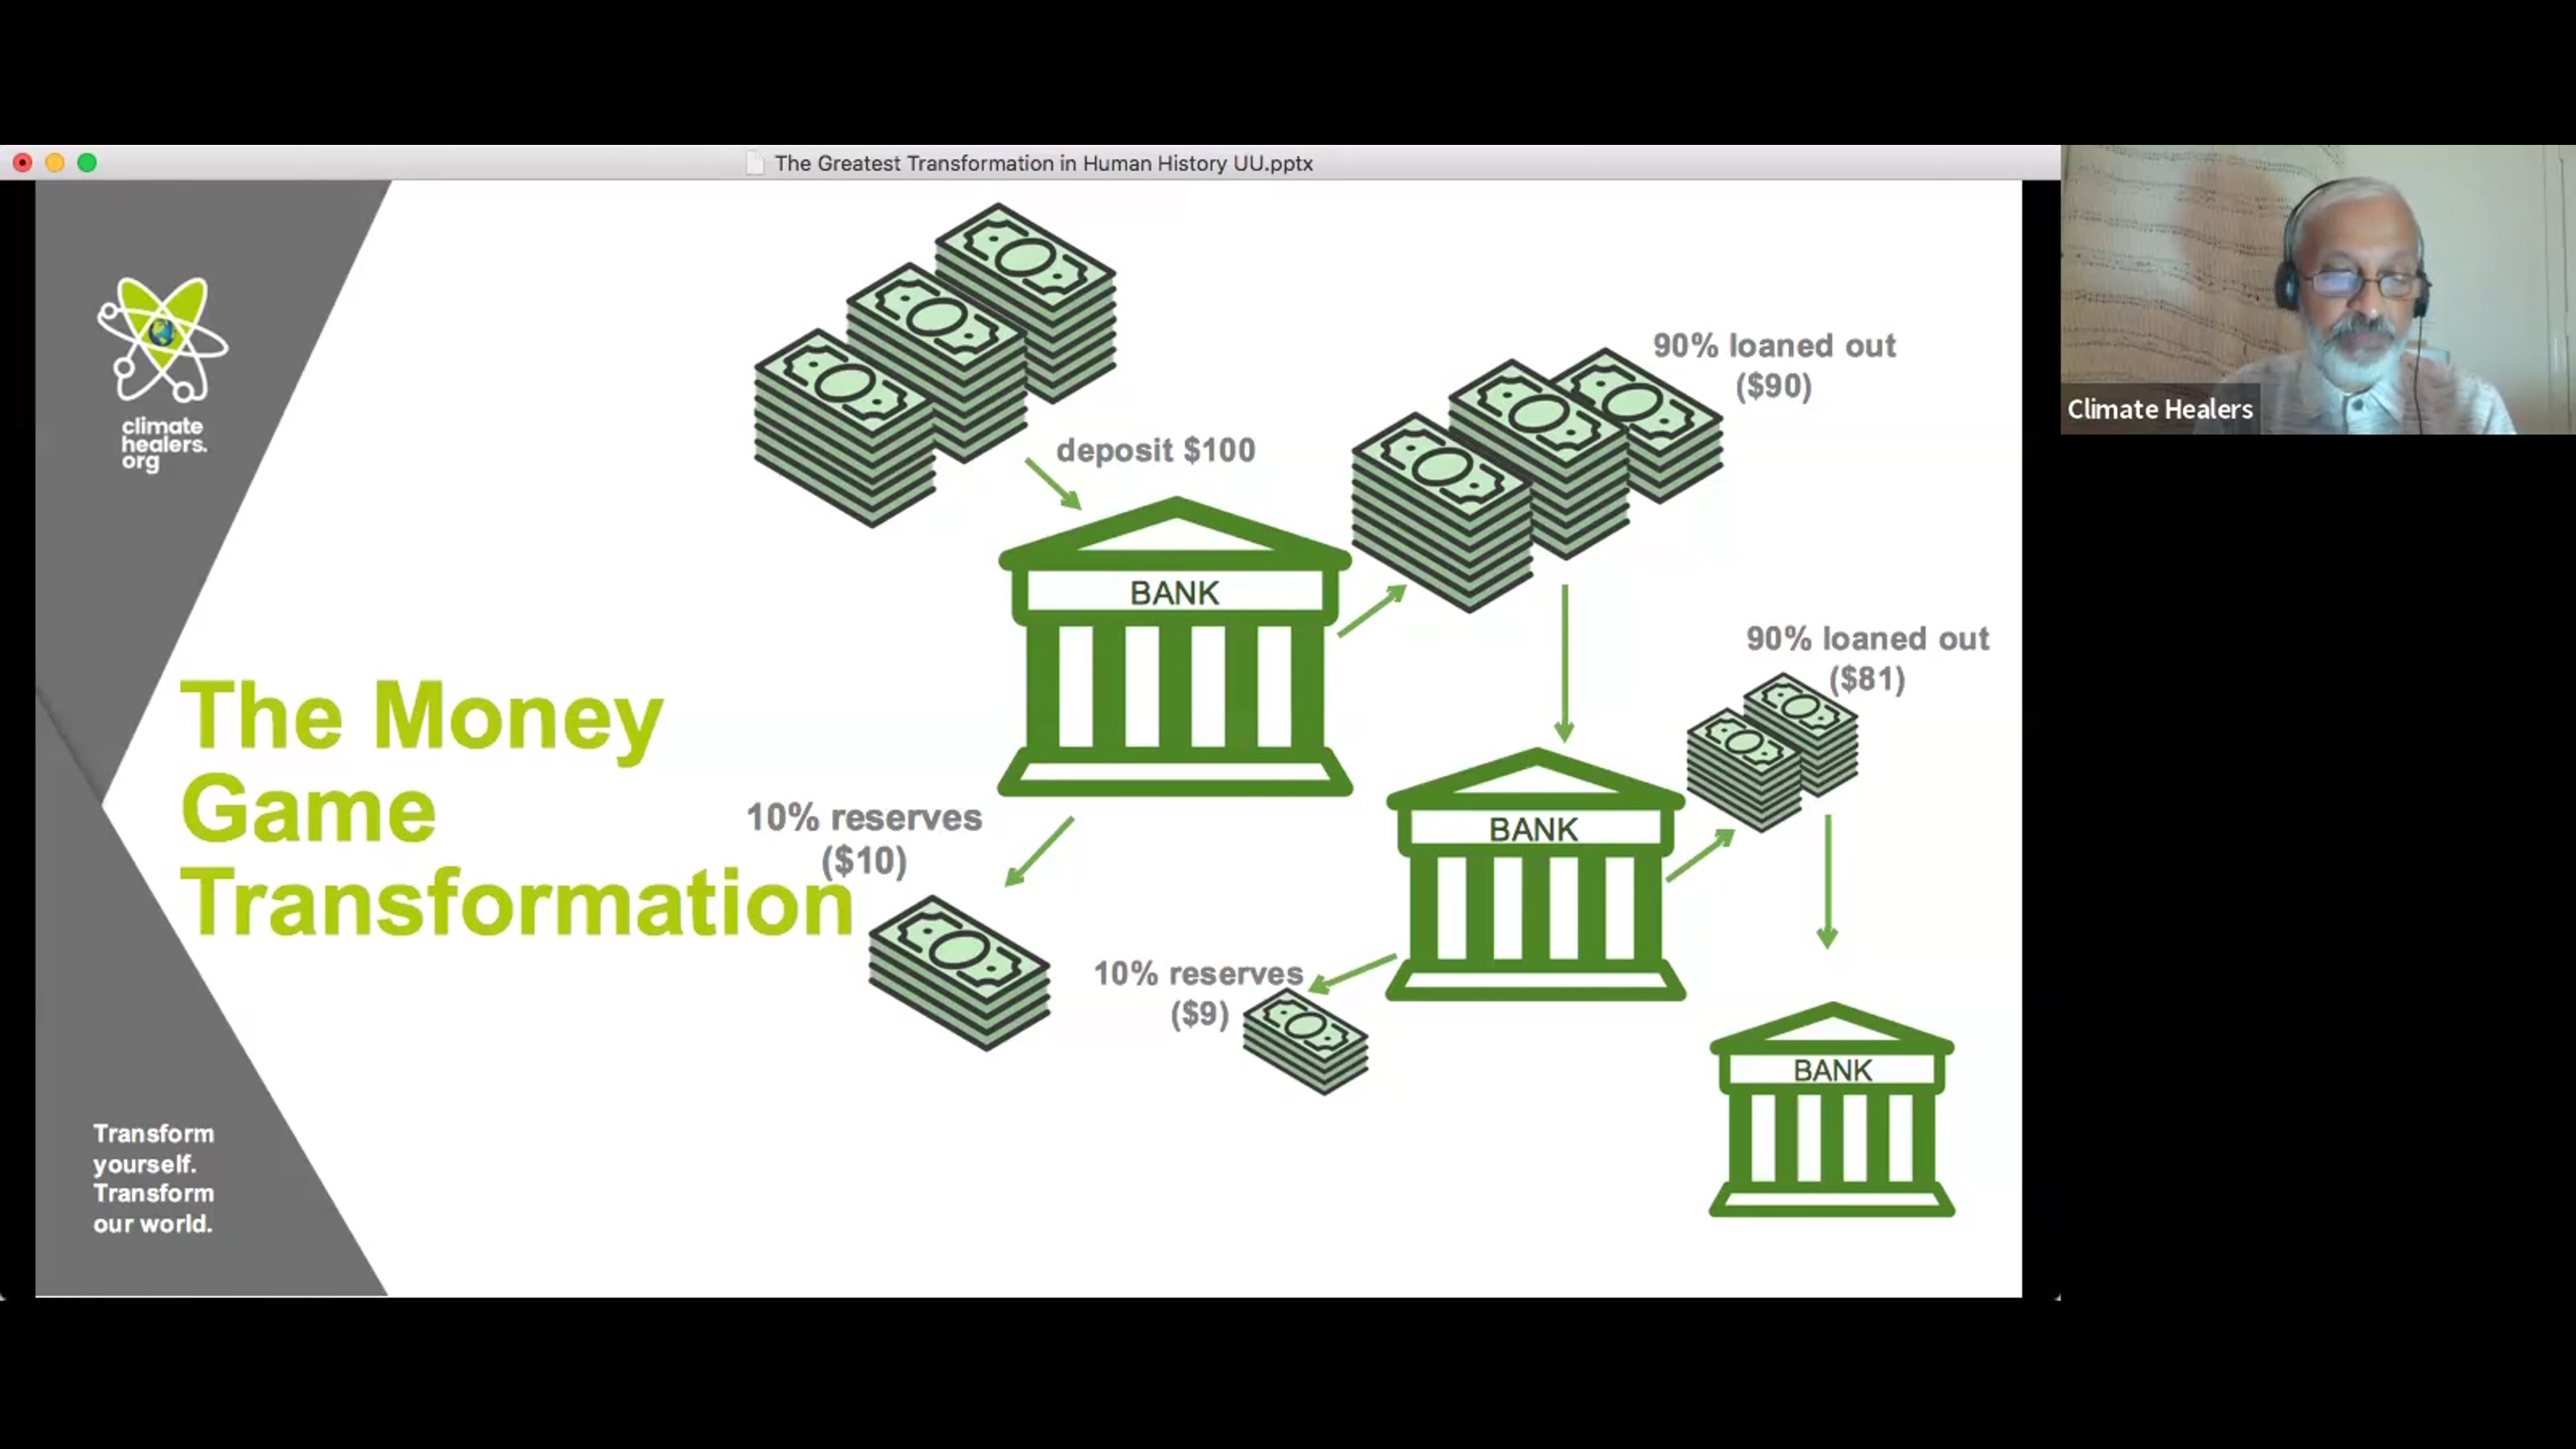 The Greatest Transformation in Human History UU.pptx
climate
healers.
org
The Money
Game
Transformation
Transform
yourself.
Transform
our world.
deposit $100
BANK
90% loaned out
($90)
10% reserves
($10)
BANK
90% loaned out
($81)
10% reserves
($9)
BANK
Climate Healers